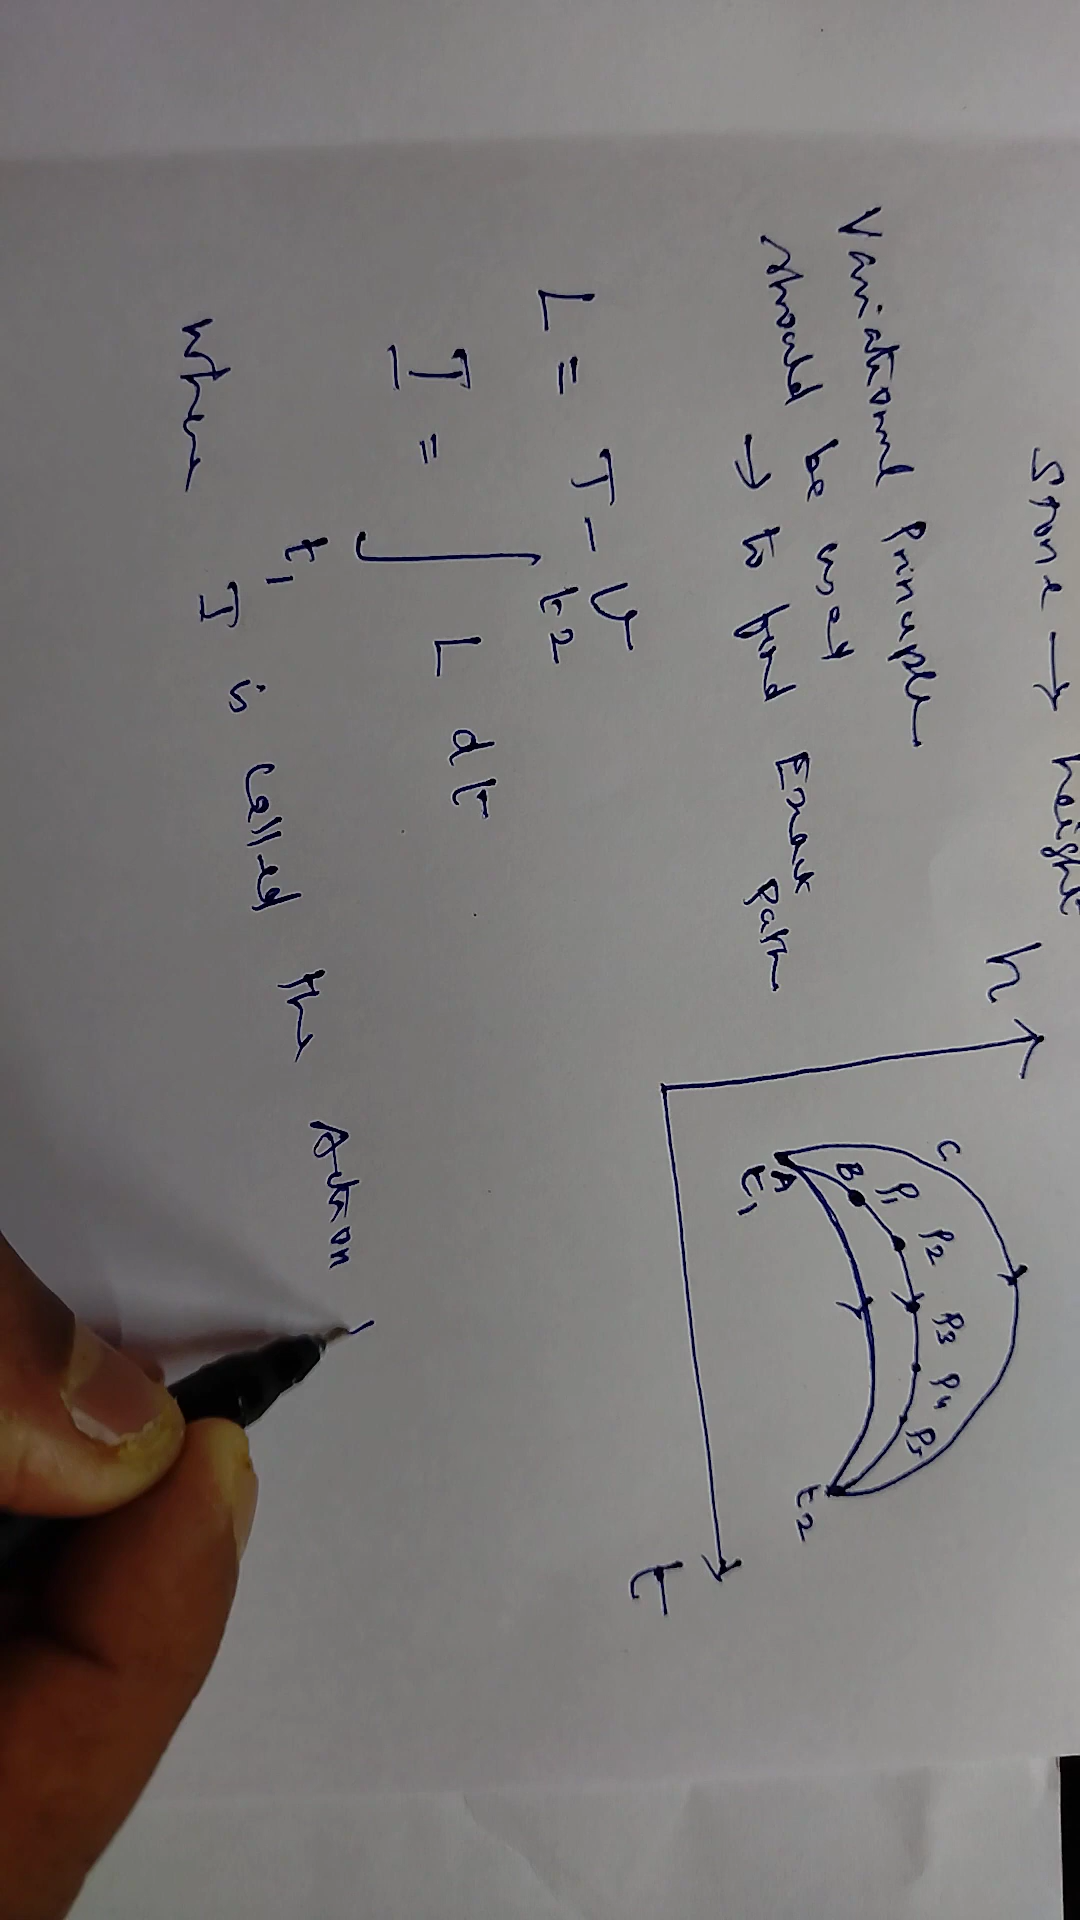 Stone → height
Variational Principle
should be used
→ to find Exact Path
L = T - V
I = ∫ L dt
t2
t1
Where I is called the Action
h
C
B
A
P1
P2
P3
P4
P5
t1
t2
t